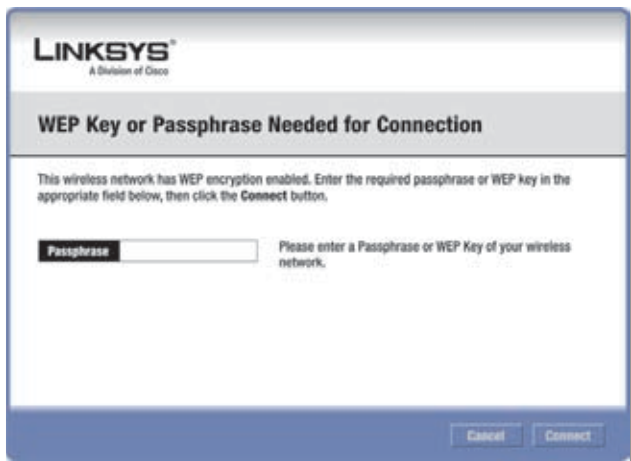 LINKSYS®
A Division of Cisco
WEP Key or Passphrase Needed for Connection
This wireless network has WEP encryption enabled. Enter the required passphrase or WEP key in the
appropriate field below, then click the Connect button.
Passphrase
Please enter a Passphrase or WEP Key of your wireless
network.
Cancel
Connect